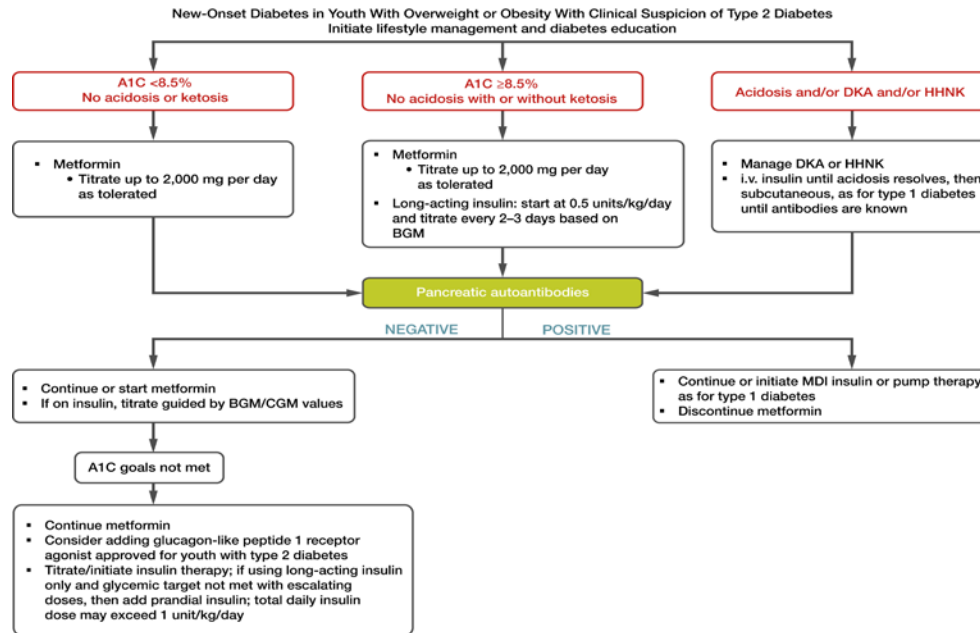 New-Onset Diabetes in Youth With Overweight or Obesity With Clinical Suspicion of Type 2 Diabetes
Initiate lifestyle management and diabetes education
A1C <8.5%
No acidosis or ketosis
A1C ≥8.5%
No acidosis with or without ketosis
Acidosis and/or DKA and/or HHNK
▪ Metformin
• Titrate up to 2,000 mg per day
as tolerated
▪ Metformin
• Titrate up to 2,000 mg per day
as tolerated
▪ Long-acting insulin: start at 0.5 units/kg/day
and titrate every 2–3 days based on
BGM
▪ Manage DKA or HHNK
▪ i.v. insulin until acidosis resolves, then
subcutaneous, as for type 1 diabetes
until antibodies are known
Pancreatic autoantibodies
NEGATIVE
POSITIVE
▪ Continue or start metformin
▪ If on insulin, titrate guided by BGM/CGM values
▪ Continue or initiate MDI insulin or pump therapy,
as for type 1 diabetes
▪ Discontinue metformin
A1C goals not met
▪ Continue metformin
▪ Consider adding glucagon-like peptide 1 receptor
agonist approved for youth with type 2 diabetes
▪ Titrate/initiate insulin therapy; if using long-acting insulin
only and glycemic target not met with escalating
doses, then add prandial insulin; total daily insulin
dose may exceed 1 unit/kg/day